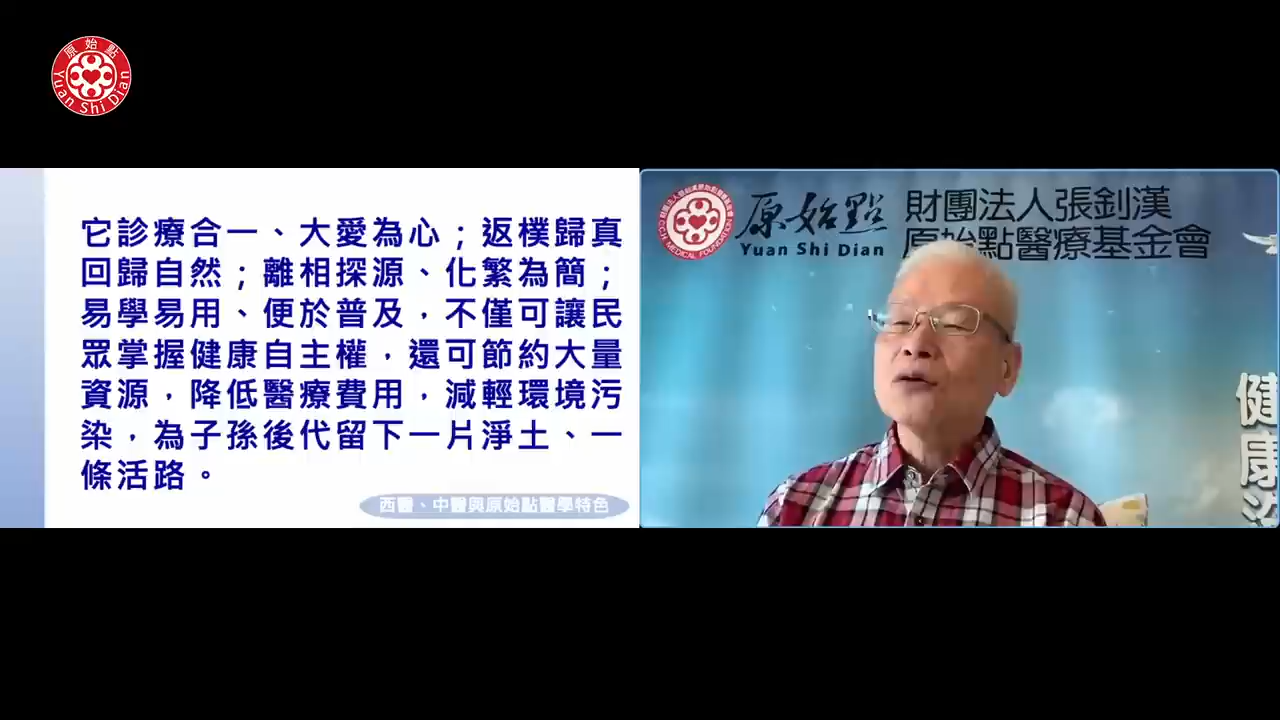 原始點
Yuan Shi Dian
它診療合一、大愛為心；返樸歸真
回歸自然；離相探源、化繁為簡；
易學易用、便於普及，不僅可讓民
眾掌握健康自主權，還可節約大量
資源，降低醫療費用，減輕環境污
染，為子孫後代留下一片淨土、一
條活路。
西醫、中醫與原始點醫學特色
原始點
Yuan Shi Dian
財團法人張釗漢
原始點醫療基金會
健康